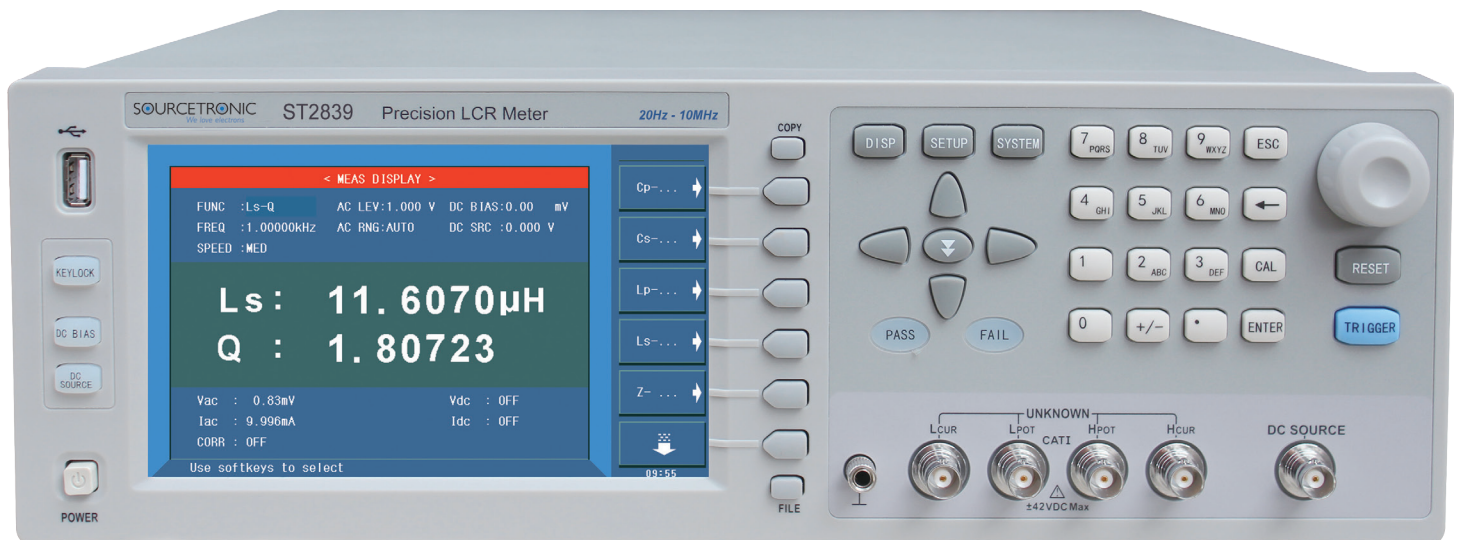 SOURCETRONIC
We love electrons
ST2839 Precision LCR Meter 20Hz - 10MHz
< MEAS DISPLAY >
FUNC :Ls-Q AC LEV:1.000 V DC BIAS:0.00 mV
FREQ :1.00000kHz AC RNG:AUTO DC SRC :0.000 V
SPEED :MED
Ls: 11.6070μH
Q : 1.80723
Vac : 0.83mV Vdc : OFF
Iac : 9.996mA Idc : OFF
CORR : OFF
Use softkeys to select
Cp-...
Cs-...
Lp-...
Ls-...
Z- ...
09:55
KEYLOCK
DC BIAS
DC
SOURCE
POWER
COPY
FILE
DISP SETUP SYSTEM
PASS FAIL
7 PQRS 8 TUV 9 WXYZ ESC
4 GHI 5 JKL 6 MNO ←
1 2 ABC 3 DEF CAL
0 +/- • ENTER
RESET
TRIGGER
UNKNOWN
LCUR LPOT HPOT HCUR DC SOURCE
CATI
±42VDC Max